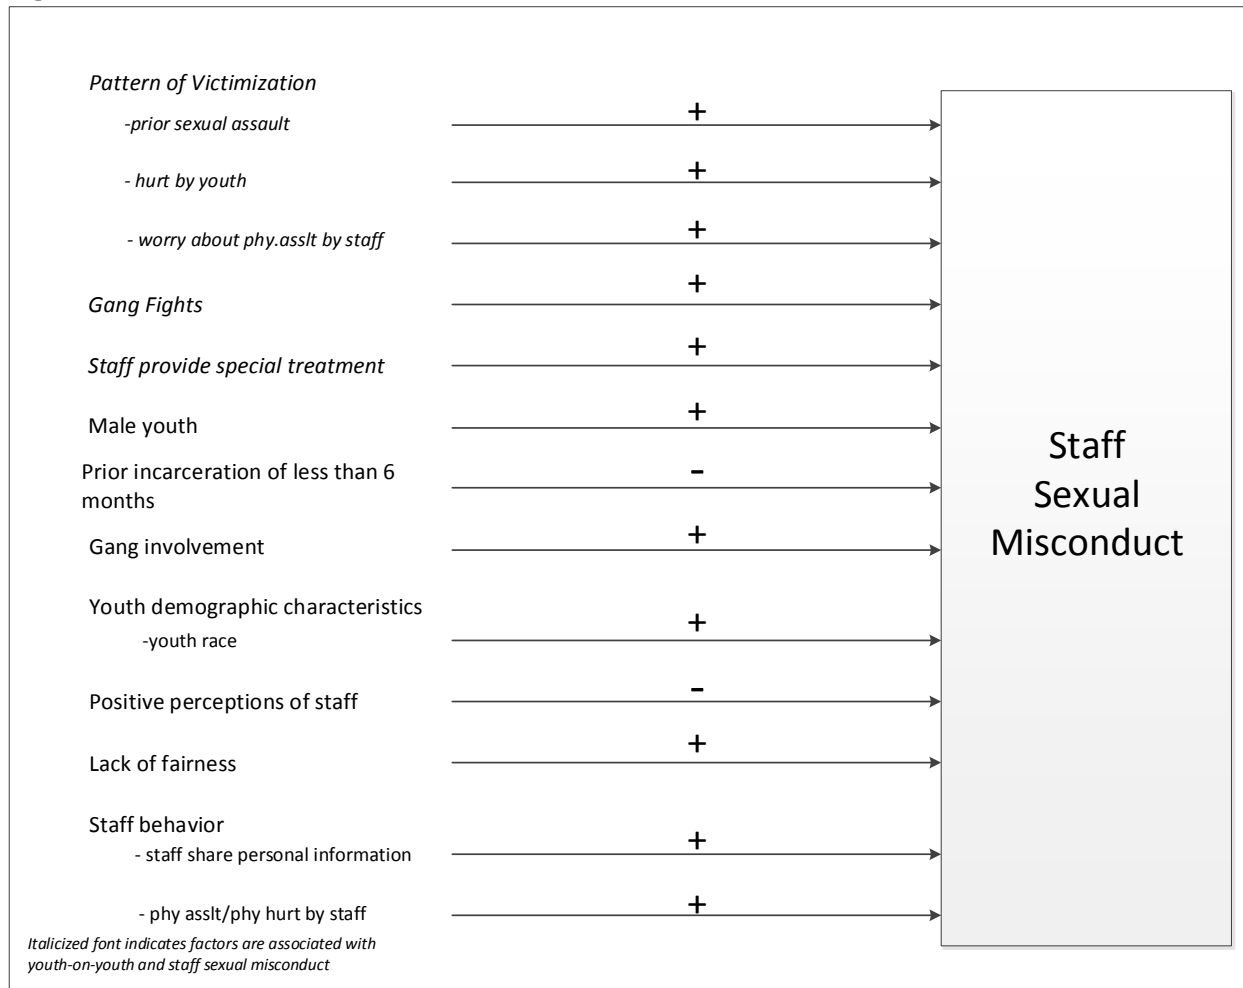 Pattern of Victimization
+
-prior sexual assault
+
- hurt by youth
+
- worry about phy.asslt by staff
+
Gang Fights
+
Staff provide special treatment
+
Male youth
-
Prior incarceration of less than 6
months
+
Gang involvement
Youth demographic characteristics
+
-youth race
-
Positive perceptions of staff
+
Lack of fairness
Staff behavior
+
- staff share personal information
+
- phy asslt/phy hurt by staff
Staff
Sexual
Misconduct
Italicized font indicates factors are associated with
youth-on-youth and staff sexual misconduct